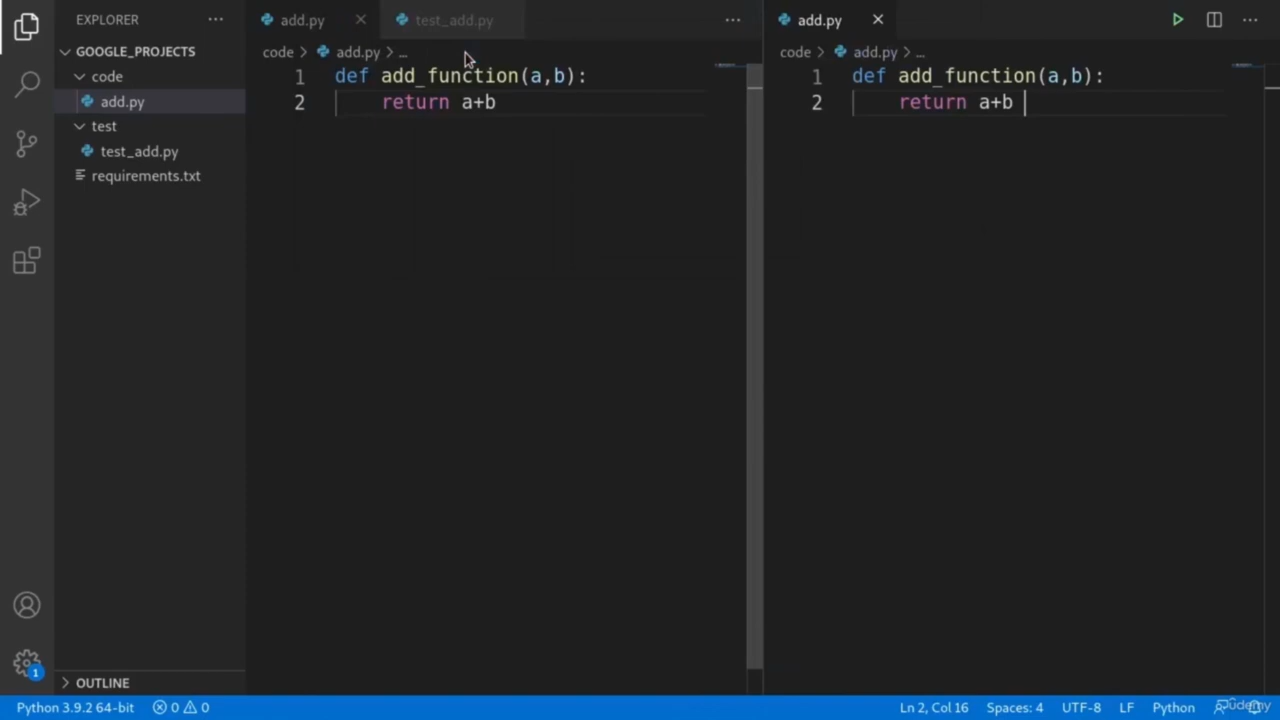 EXPLORER
GOOGLE_PROJECTS
code
add.py
test
test_add.py
requirements.txt
OUTLINE
add.py
test_add.py
code
add.py
...
1 def add_function(a,b):
2 return a+b
add.py
code
add.py
...
1 def add_function(a,b):
2 return a+b
1
Python 3.9.2 64-bit
0 0
Ln 2, Col 16
Spaces: 4
UTF-8
LF
Python
Udemy